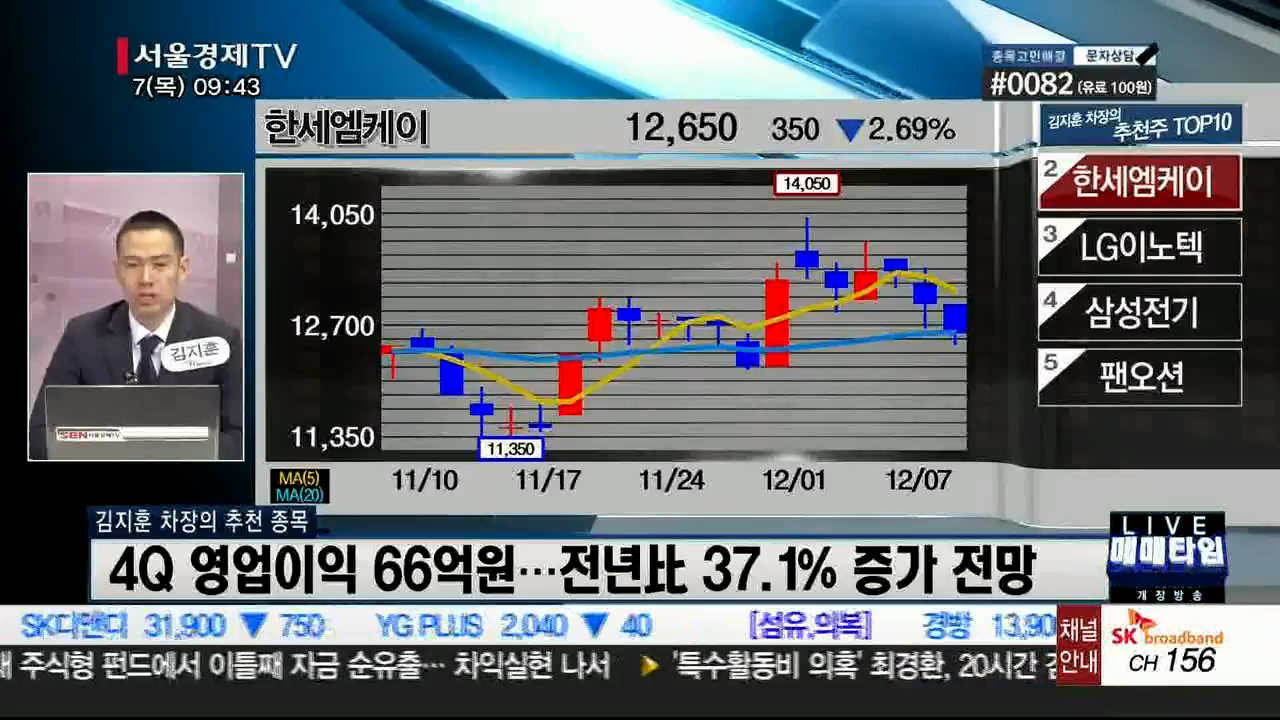 서울경제TV
7(목) 09:43
종목고민해결 문자상담
#0082 (유료 100원)
한세엠케이 12,650 350 ▼2.69%
김지훈 차장의
추천주 TOP10
2 한세엠케이
3 LG이노텍
4 삼성전기
5 팬오션
14,050
14,050
12,700
11,350
11,350
11/10 11/17 11/24 12/01 12/07
MA(5)
MA(20)
김지훈
SEN 서울경제TV
김지훈 차장의 추천 종목
4Q 영업이익 66억원…전년比 37.1% 증가 전망
LIVE
매매타임
개장방송
SK디앤디 31,900 ▼ 750 YG PLUS 2,040 ▼ 40 [섬유,의복] 경방 13,90
주식형 펀드에서 이틀째 자금 순유출… 차익실현 나서 ▶ '특수활동비 의혹' 최경환, 20시간
채널
안내
SK broadband
CH 156